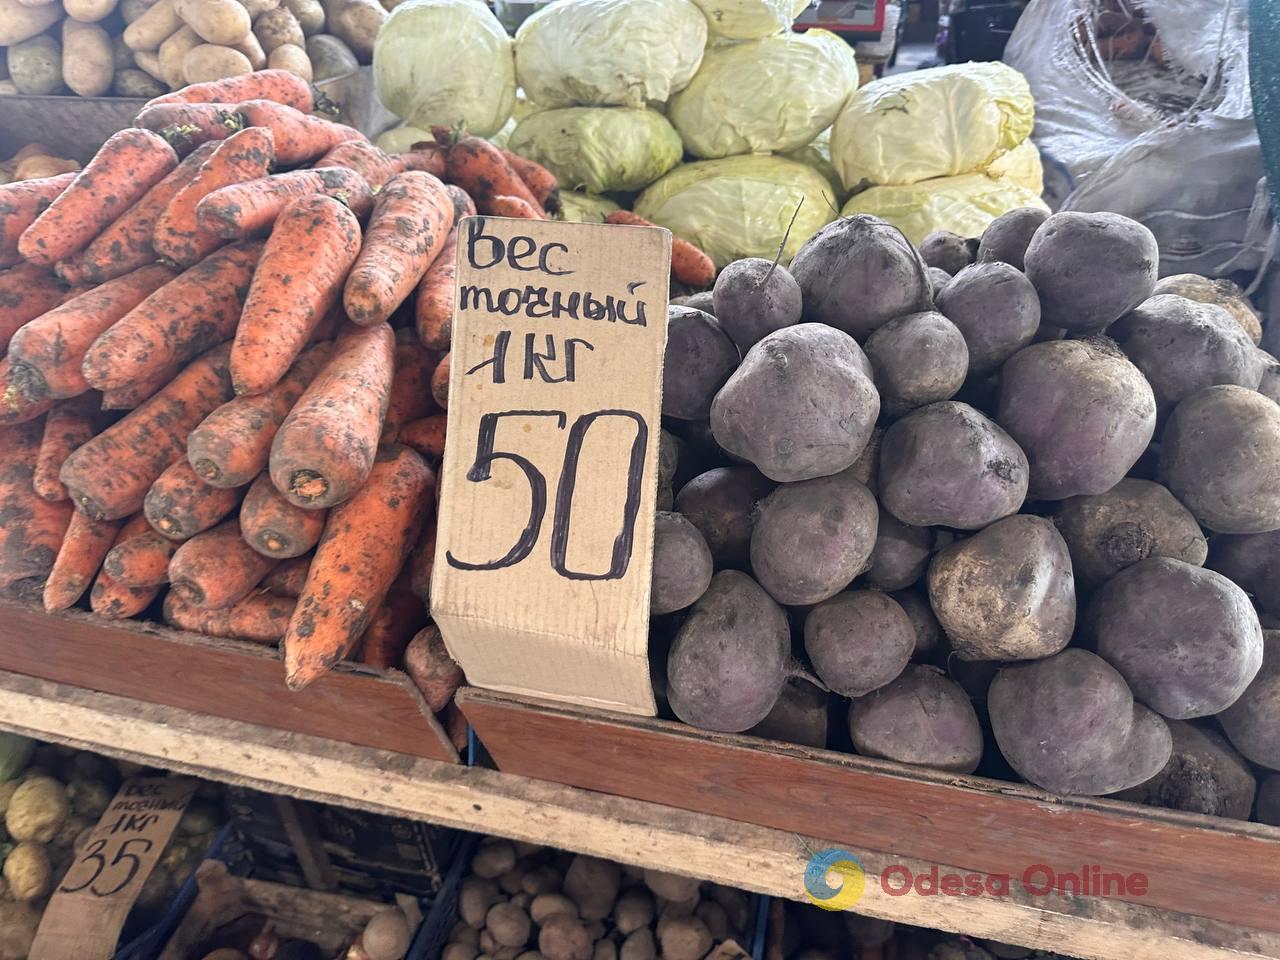 Вес
точный
1кг
50
вес
точный
1кг
35
Odesa Online